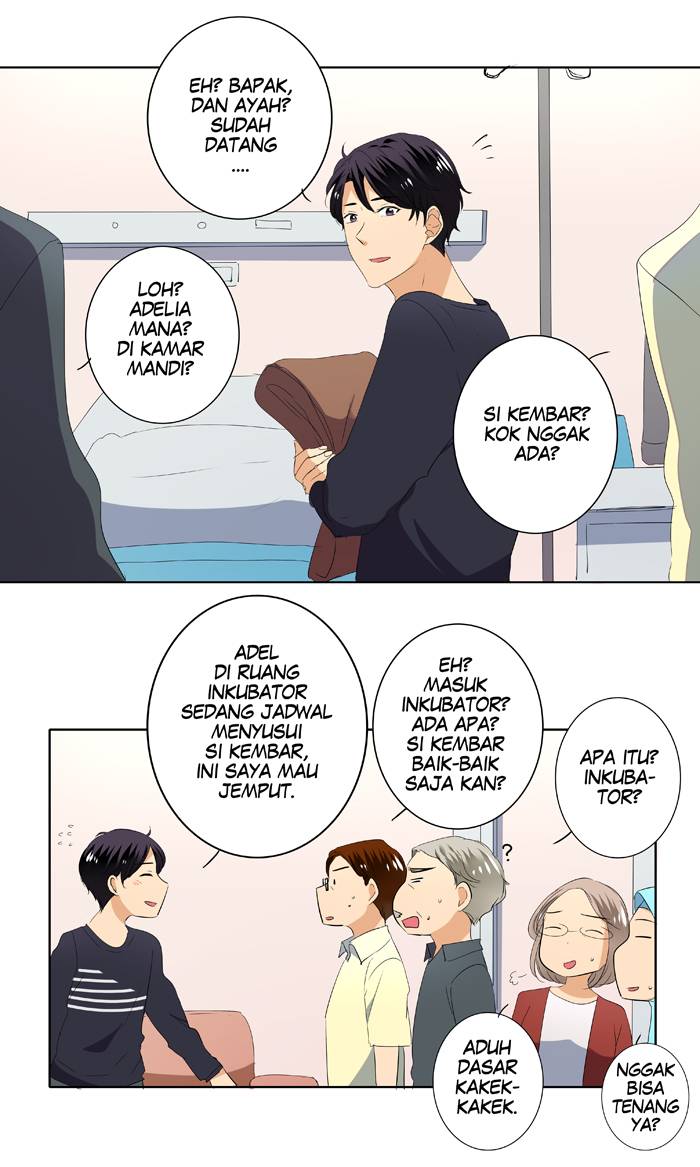 EH? BAPAK,
DAN AYAH?
SUDAH
DATANG
....
LOH?
ADELIA
MANA?
DI KAMAR
MANDI?
SI KEMBAR?
KOK NGGAK
ADA?
ADEL
DI RUANG
INKUBATOR
SEDANG JADWAL
MENYUSUI
SI KEMBAR,
INI SAYA MAU
JEMPUT.
EH?
MASUK
INKUBATOR?
ADA APA?
SI KEMBAR
BAIK-BAIK
SAJA KAN?
APA ITU?
INKUBA-
TOR?
?
ADUH
DASAR
KAKEK-
KAKEK.
NGGAK
BISA
TENANG
YA?